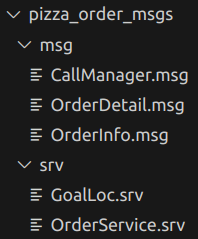 pizza_order_msgs
msg
CallManager.msg
OrderDetail.msg
OrderInfo.msg
srv
GoalLoc.srv
OrderService.srv